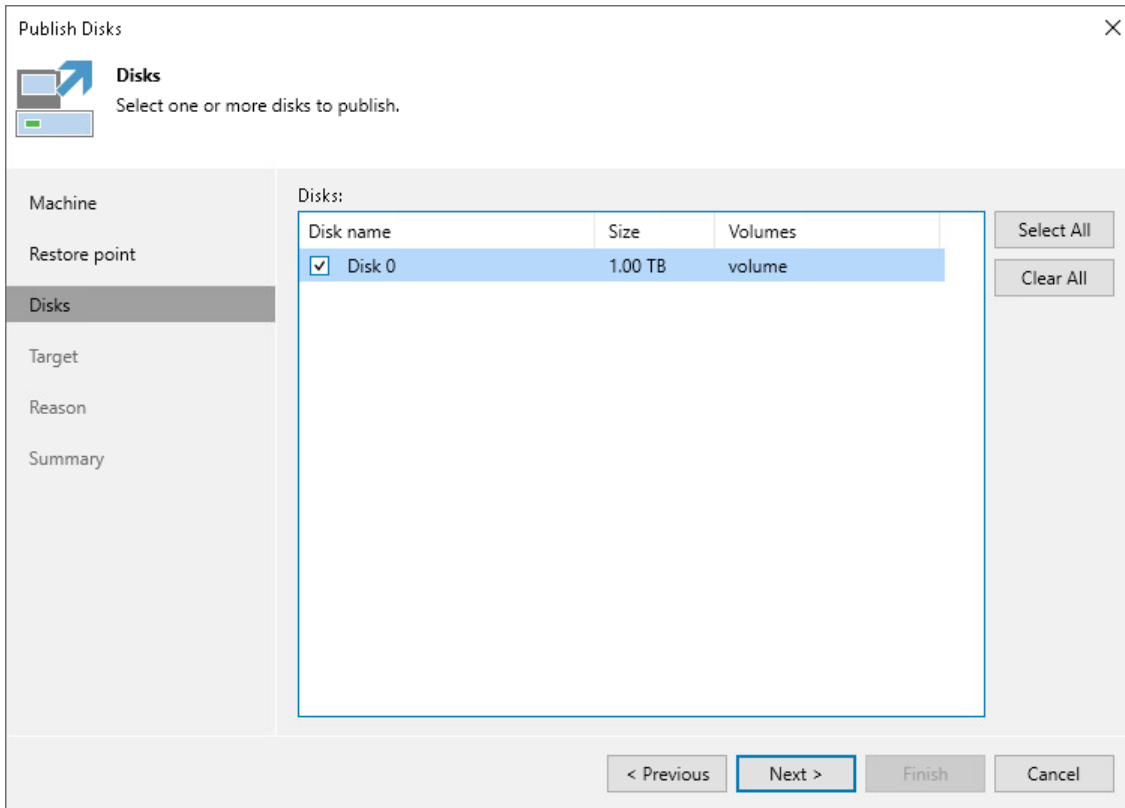 Publish Disks
Disks
Select one or more disks to publish.
Machine
Restore point
Disks
Target
Reason
Summary
Disks:
Disk name Size Volumes
Disk 0 1.00 TB volume
Select All
Clear All
< Previous Next > Finish Cancel